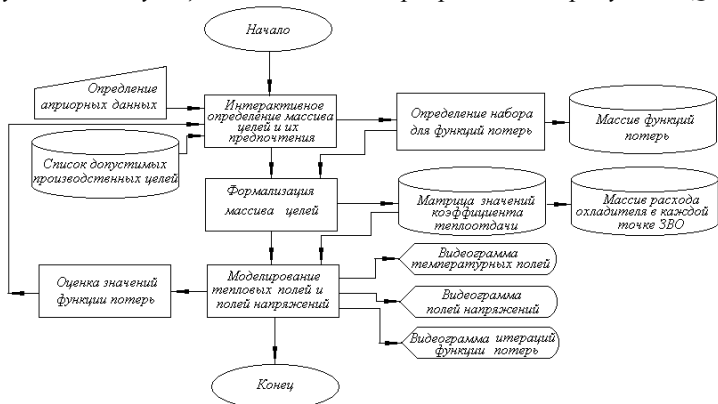 Начало
Опредление
априорных данных
Интерактивное
определение массива
целей и их
предпочтения
Определение набора
для функций потерь
Массив функций
потерь
Список допустимых
производственных целей
Формализация
массива целей
Матрица значений
коэффициента
теплоотдачи
Массив расхода
охладителя в каждой
точке ЗВО
Оценка значений
функции потерь
Моделирование
тепловых полей и
полей напряжений
Видеограмма
температурных полей
Видеограмма
полей напряжений
Видеограмма итераций
функции потерь
Конец